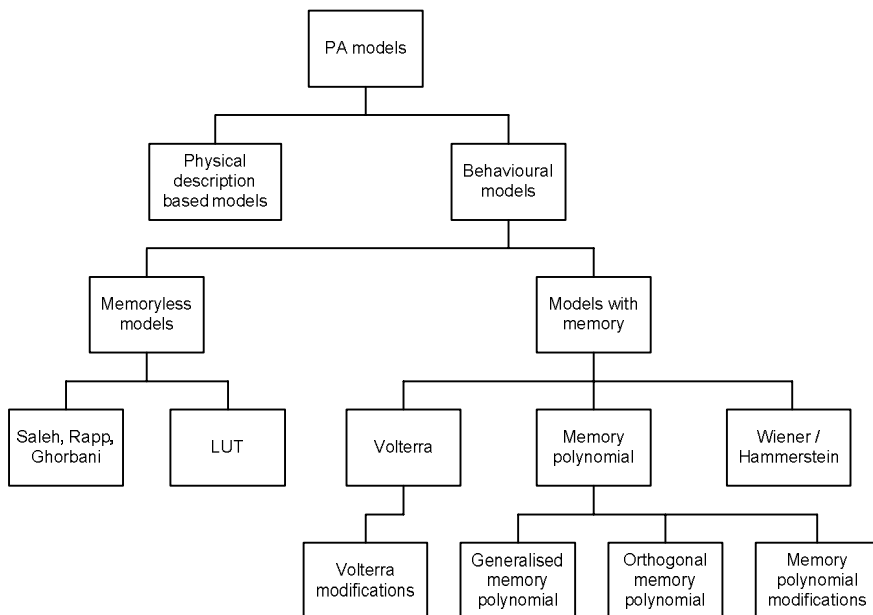 PA models
Physical
description
based models
Behavioural
models
Memoryless
models
Models with
memory
Saleh, Rapp,
Ghorbani
LUT
Volterra
Memory
polynomial
Wiener /
Hammerstein
Volterra
modifications
Generalised
memory
polynomial
Orthogonal
memory
polynomial
Memory
polynomial
modifications